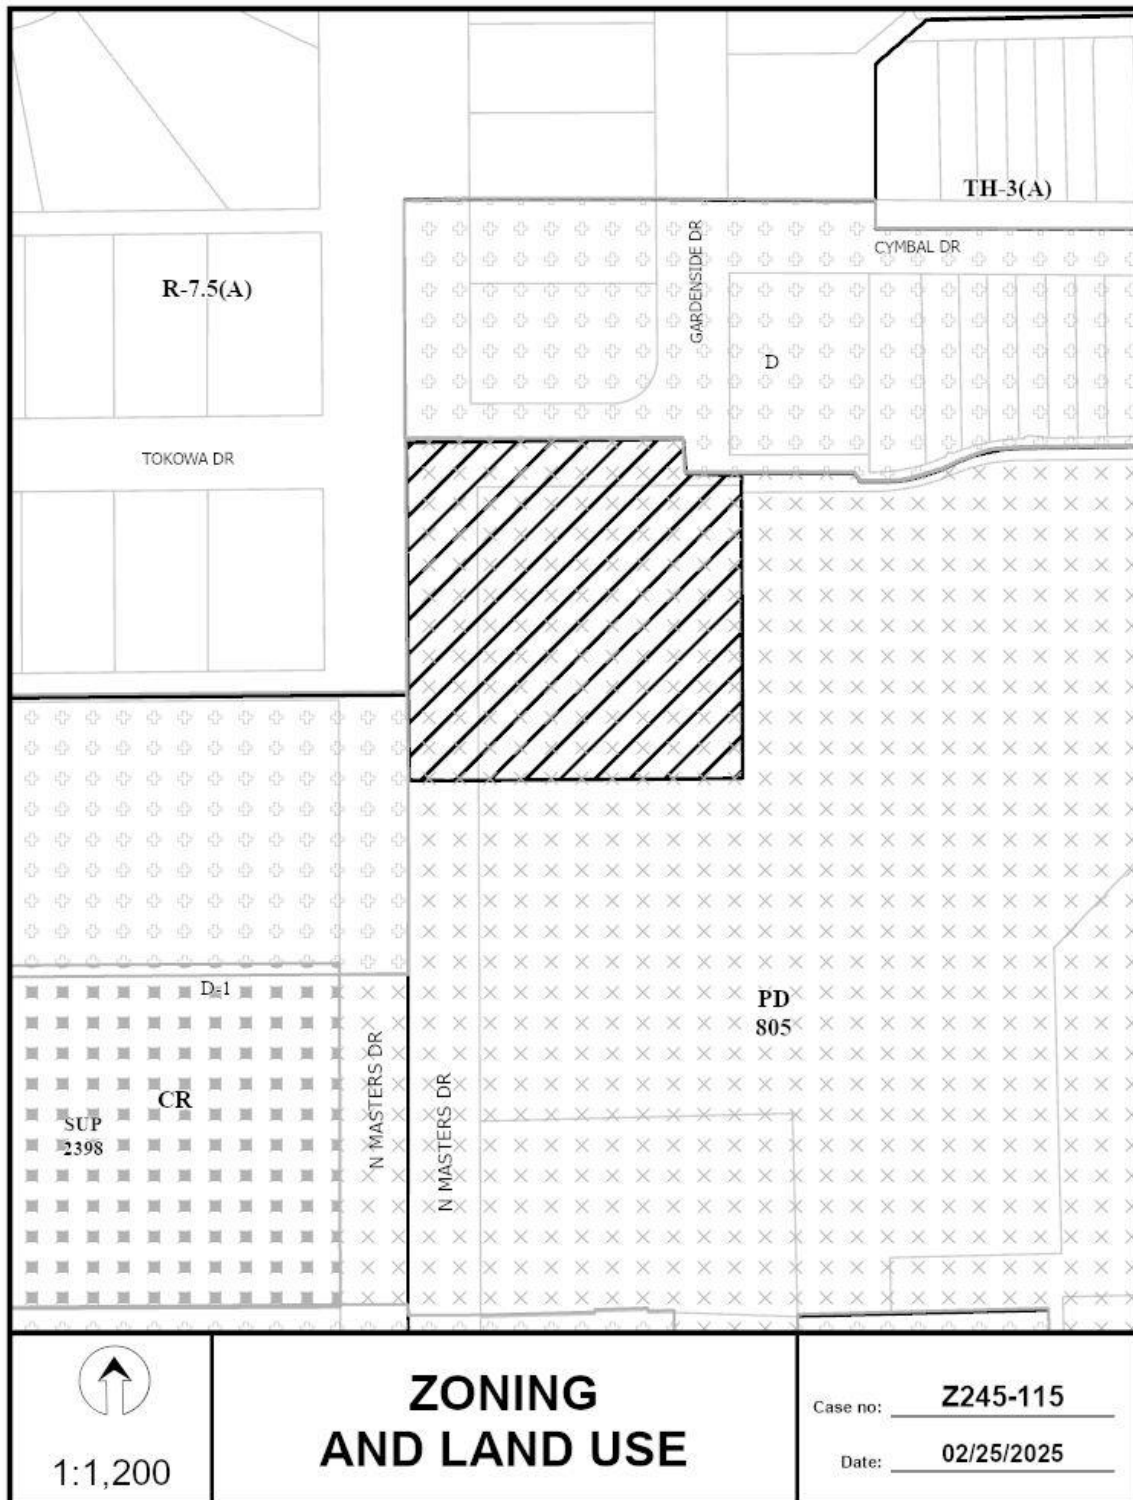 TH-3(A)
CYMBAL DR
GARDENSIDE DR
R-7.5(A)
D
TOKOWA DR
D-1
PD
805
CR
SUP
2398
N MASTERS DR
N MASTERS DR
1:1,200
ZONING
AND LAND USE
Case no: Z245-115
Date: 02/25/2025